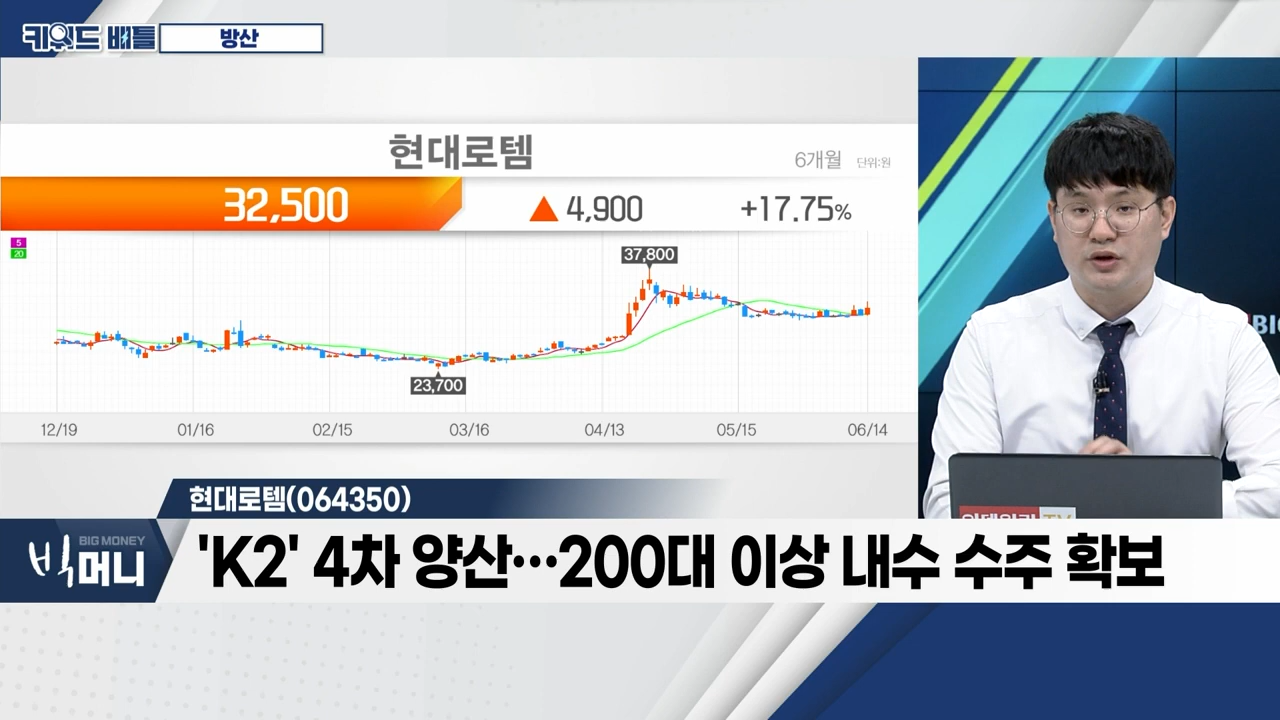 키워드 배틀
방산
현대로템
6개월 단위:원
32,500 ▲ 4,900 +17.75%
5
20
37,800
23,700
12/19 01/16 02/15 03/16 04/13 05/15 06/14
현대로템(064350)
BIG MONEY
빅머니
'K2' 4차 양산…200대 이상 내수 수주 확보